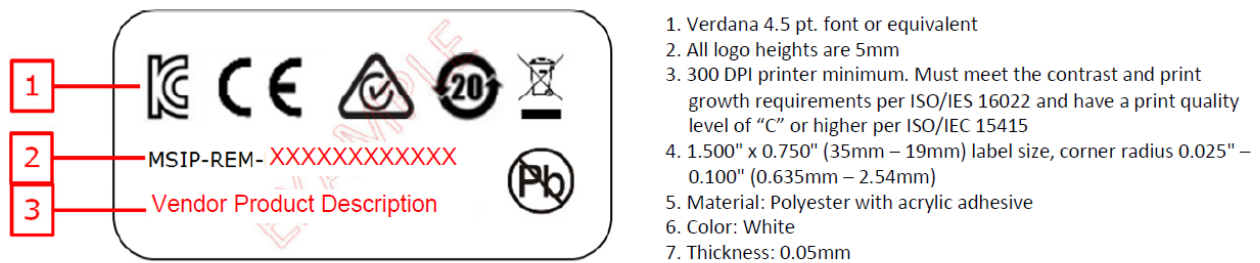 1
2
3
CE
20
EXAMPLE
MSIP-REM- XXXXXXXXXXXX
Vendor Product Description
Pb
1. Verdana 4.5 pt. font or equivalent
2. All logo heights are 5mm
3. 300 DPI printer minimum. Must meet the contrast and print
growth requirements per ISO/IES 16022 and have a print quality
level of “C” or higher per ISO/IEC 15415
4. 1.500" x 0.750" (35mm – 19mm) label size, corner radius 0.025" –
0.100" (0.635mm – 2.54mm)
5. Material: Polyester with acrylic adhesive
6. Color: White
7. Thickness: 0.05mm